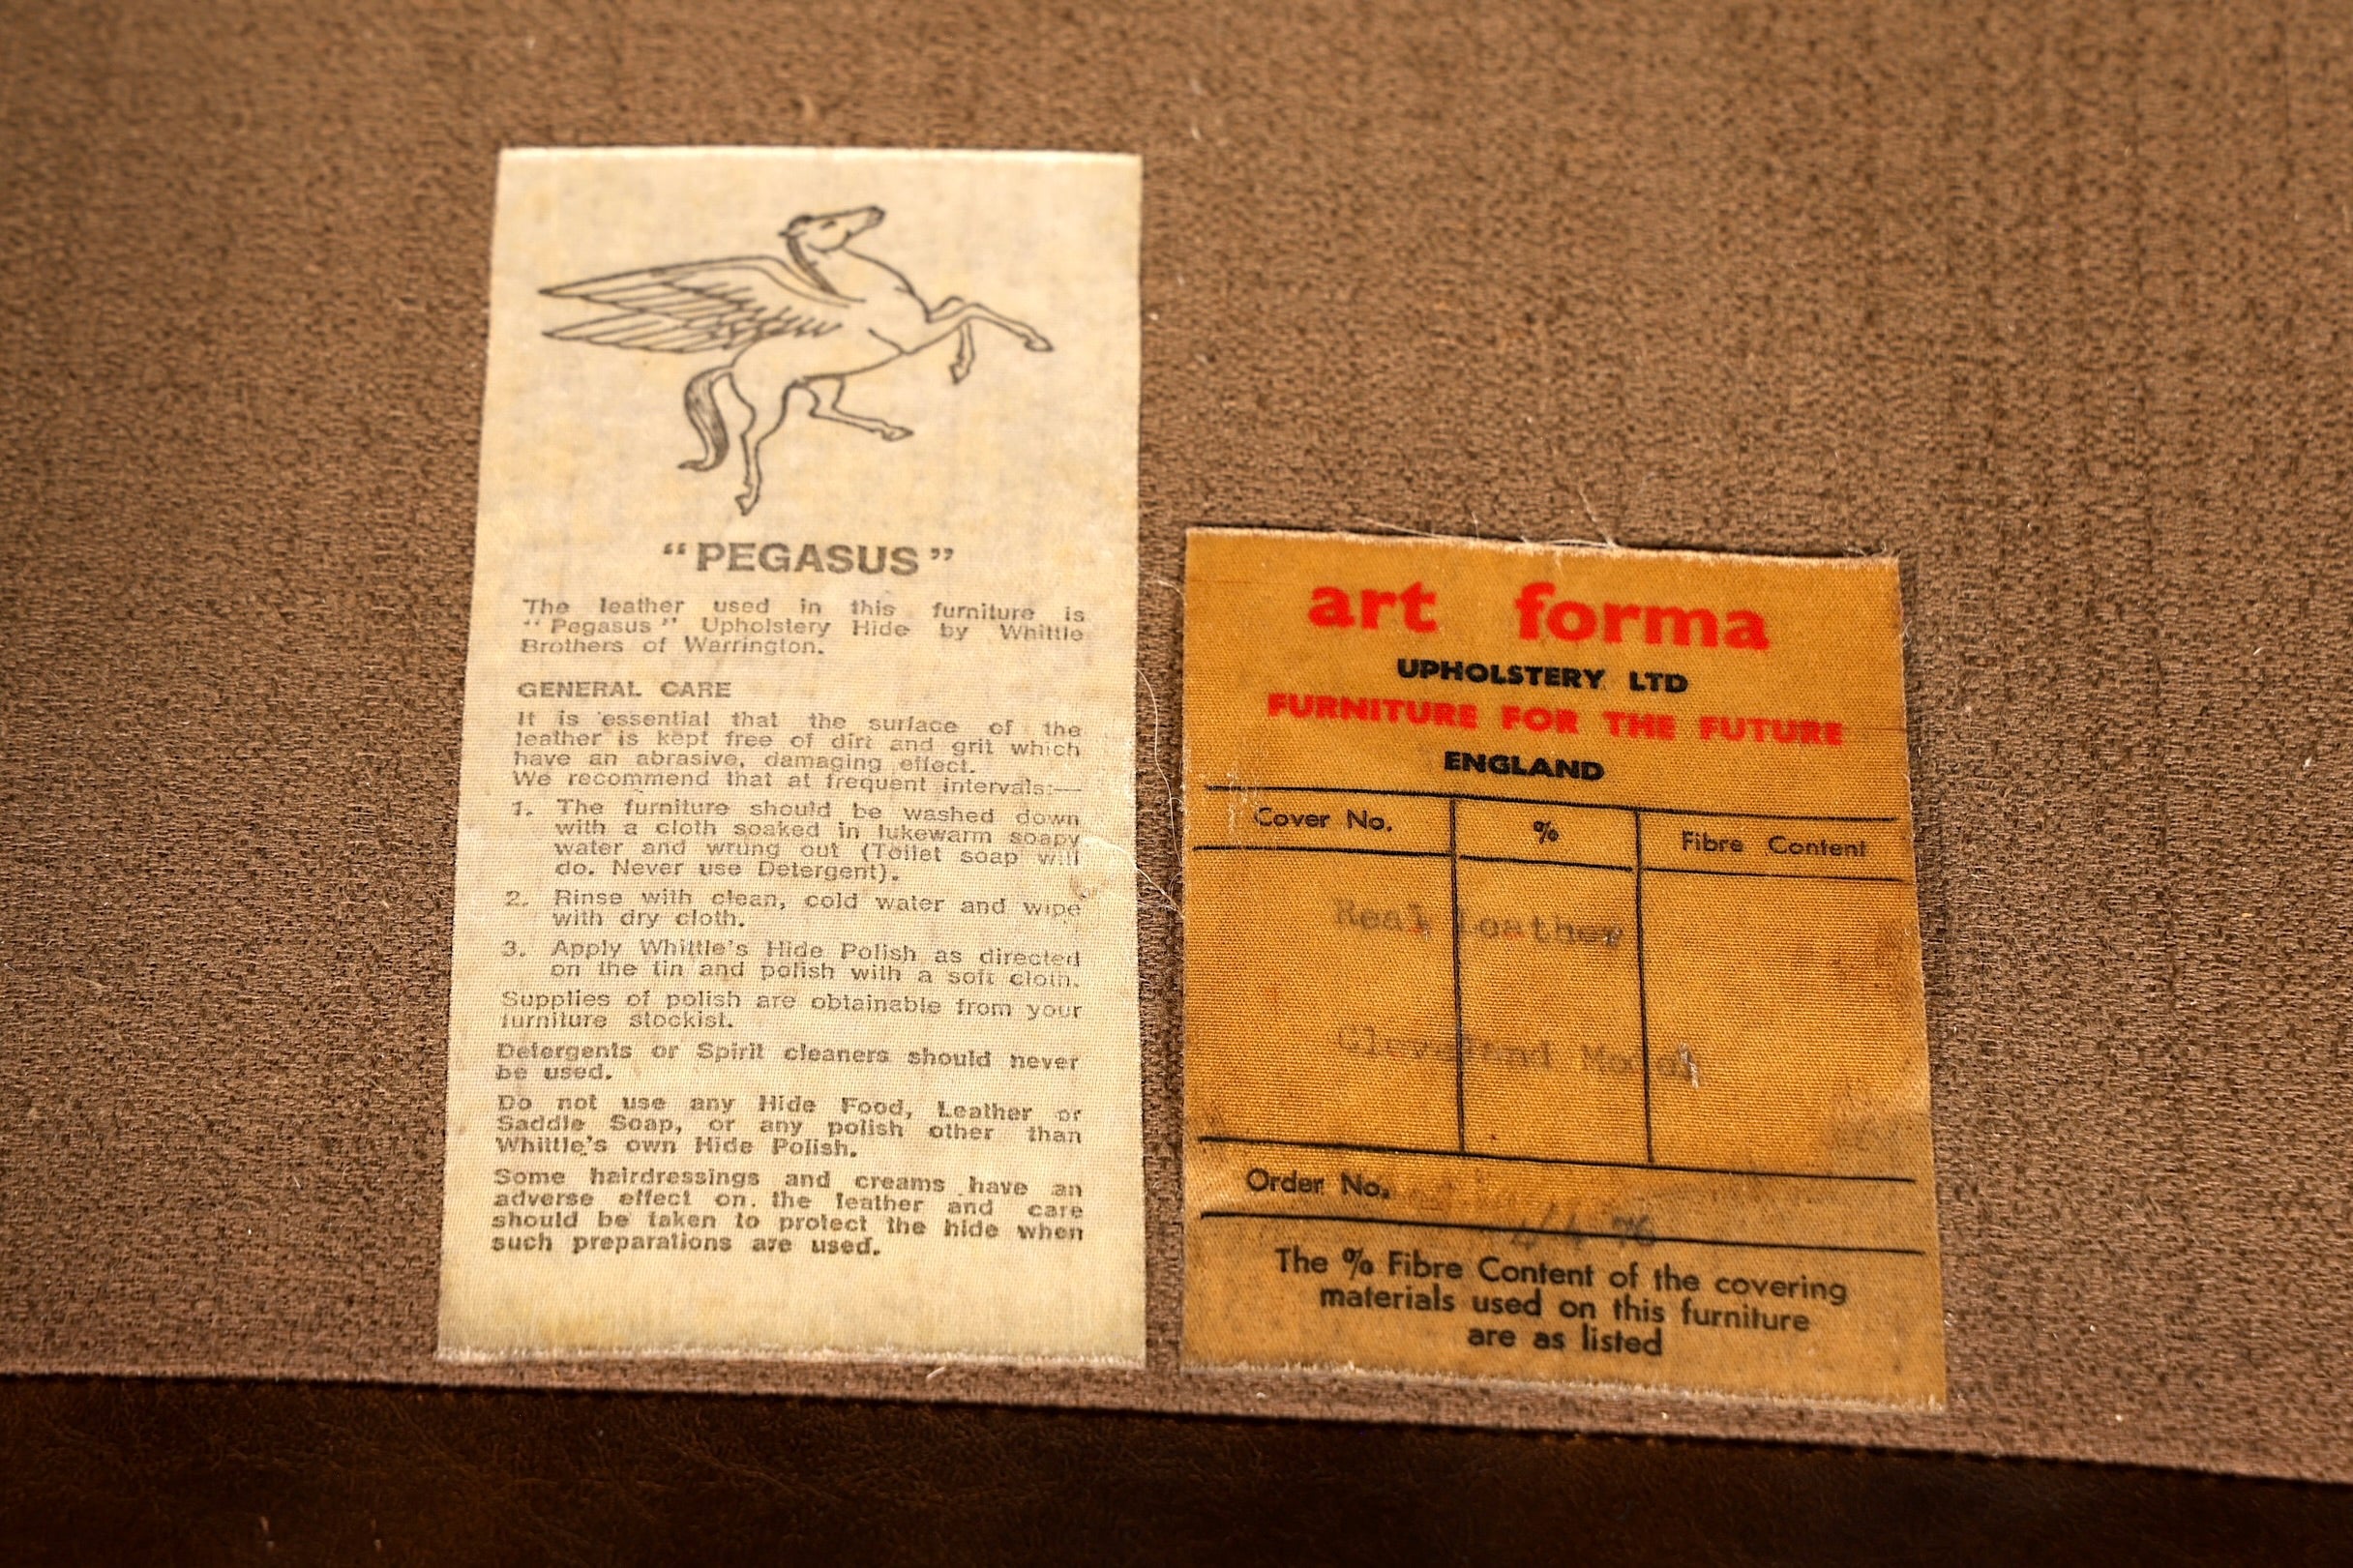 “PEGASUS”
The leather used in this furniture is
“Pegasus” Upholstery Hide by Whittle
Brothers of Warrington.
GENERAL CARE
It is essential that the surface of the
leather is kept free of dirt and grit which
have an abrasive, damaging effect.
We recommend that at frequent intervals:—
1. The furniture should be washed down
with a cloth soaked in lukewarm soapy
water and wrung out (Toilet soap will
do. Never use Detergent).
2. Rinse with clean, cold water and wipe
with dry cloth.
3. Apply Whittle's Hide Polish as directed
on the tin and polish with a soft cloth.
Supplies of polish are obtainable from your
furniture stockist.
Detergents or Spirit cleaners should never
be used.
Do not use any Hide Food, Leather or
Saddle Soap, or any polish other than
Whittle's own Hide Polish.
Some hairdressings and creams have an
adverse effect on the leather and care
should be taken to protect the hide when
such preparations are used.
art forma
UPHOLSTERY LTD
FURNITURE FOR THE FUTURE
ENGLAND
Cover No. % Fibre Content
Real leather
Cleveland
Order No.
The % Fibre Content of the covering
materials used on this furniture
are as listed